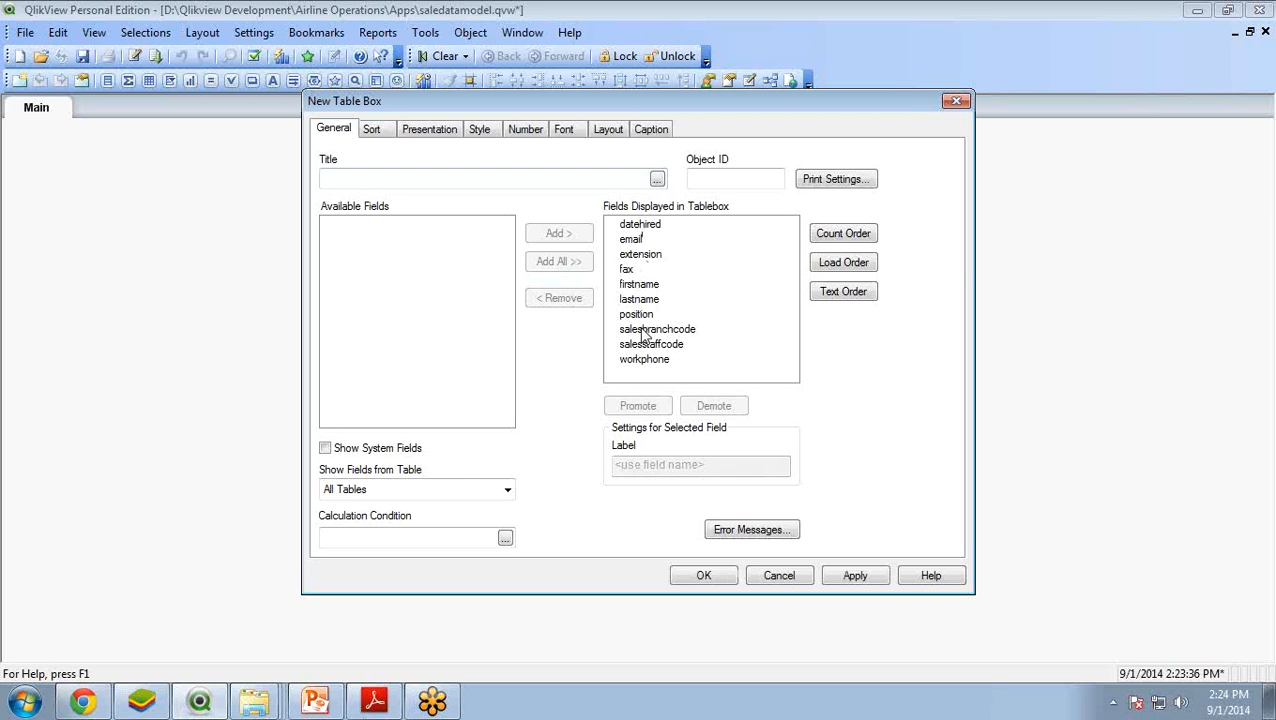 QlikView Personal Edition - [D:\Qlikview Development\Airline Operations\Apps\saledatamodel.qvw*]
File Edit View Selections Layout Settings Bookmarks Reports Tools Object Window Help
Clear Back Forward Lock Unlock
Main
New Table Box
General Sort Presentation Style Number Font Layout Caption
Title Object ID
... Print Settings...
Available Fields Fields Displayed in Tablebox
datehired
Add > Count Order
email
extension
Add All >> Load Order
fax
firstname
Text Order
< Remove lastname
position
salesbranchcode
salesstaffcode
workphone
Promote Demote
Settings for Selected Field
Show System Fields Label
Show Fields from Table <use field name>
All Tables
Calculation Condition
... Error Messages...
OK Cancel Apply Help
For Help, press F1 9/1/2014 2:23:36 PM*
2:24 PM
9/1/2014